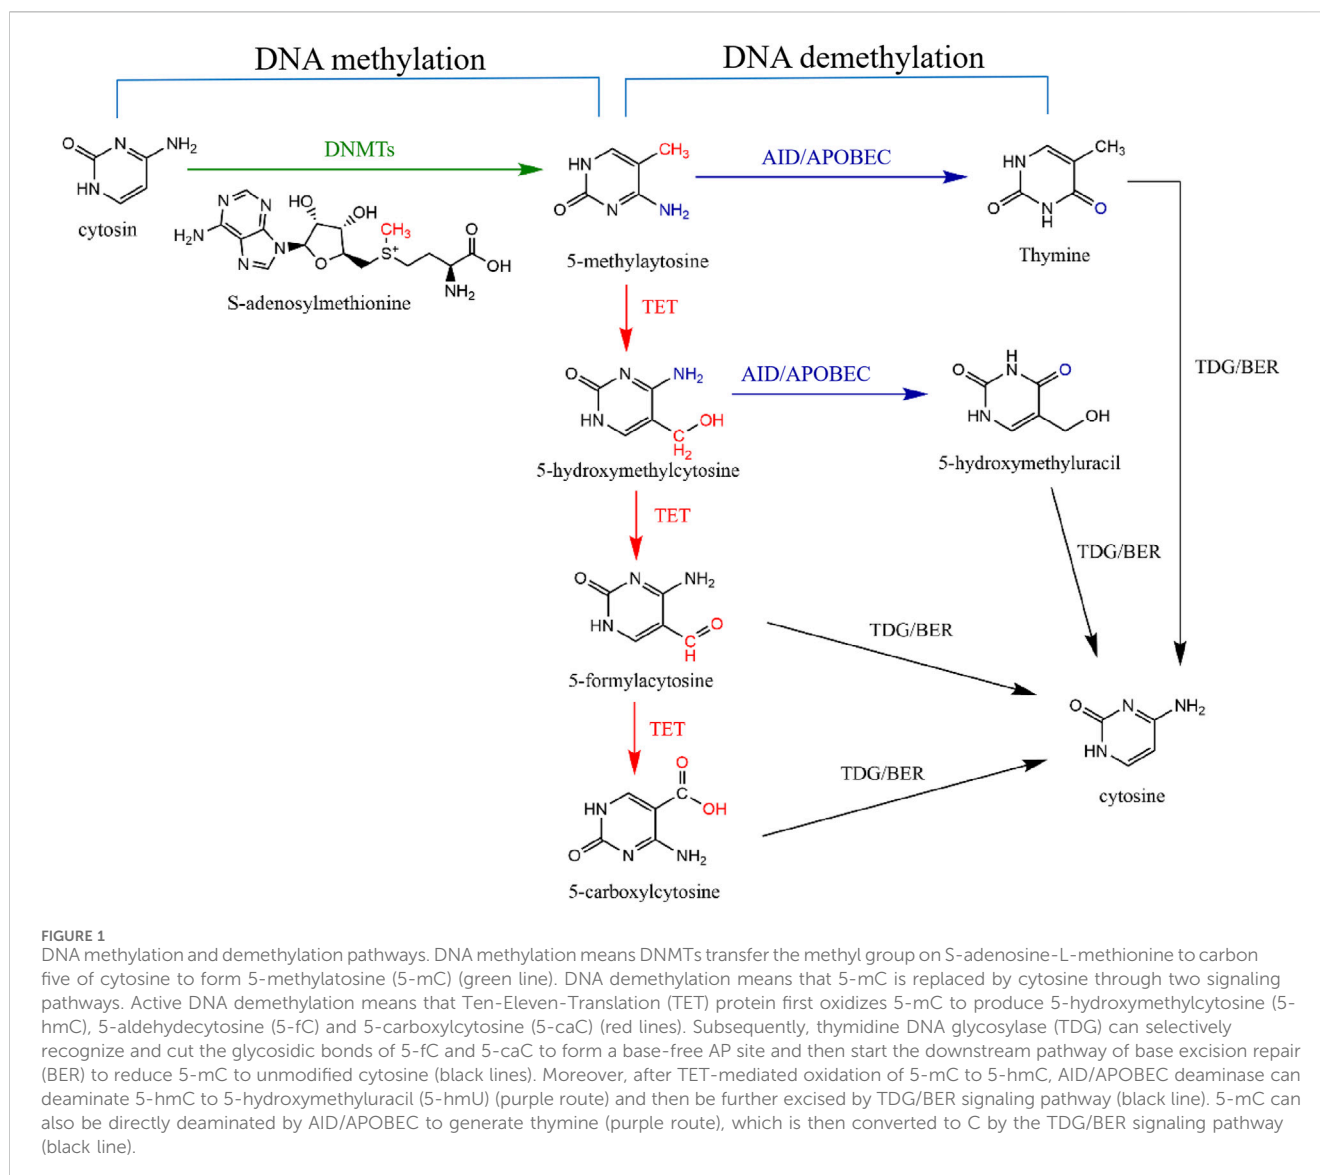 DNA methylation
DNA demethylation
O
N
NH2
HN
cytosin
DNMTs
N
N
H2N
N
N
HO
OH
O
CH3
S+
O
OH
NH2
S-adenosylmethionine
HN
CH3
O
N
NH2
5-methylaytosine
AID/APOBEC
HN
CH3
O
N
H
O
Thymine
TET
TDG/BER
O
N
NH2
HN
OH
C
H2
5-hydroxymethylcytosine
AID/APOBEC
H
N
O
O
HN
OH
5-hydroxymethyluracil
TET
TDG/BER
O
N
NH2
HN
C
O
H
5-formylacytosine
TDG/BER
TET
O
N
NH2
HN
cytosine
O
HN
C
OH
O
N
NH2
5-carboxylcytosine
TDG/BER
FIGURE 1
DNA methylation and demethylation pathways. DNA methylation means DNMTs transfer the methyl group on S-adenosine-L-methionine to carbon
five of cytosine to form 5-methylatosine (5-mC) (green line). DNA demethylation means that 5-mC is replaced by cytosine through two signaling
pathways. Active DNA demethylation means that Ten-Eleven-Translation (TET) protein first oxidizes 5-mC to produce 5-hydroxymethylcytosine (5-
hmC), 5-aldehydecytosine (5-fC) and 5-carboxylcytosine (5-caC) (red lines). Subsequently, thymidine DNA glycosylase (TDG) can selectively
recognize and cut the glycosidic bonds of 5-fC and 5-caC to form a base-free AP site and then start the downstream pathway of base excision repair
(BER) to reduce 5-mC to unmodified cytosine (black lines). Moreover, after TET-mediated oxidation of 5-mC to 5-hmC, AID/APOBEC deaminase can
deaminate 5-hmC to 5-hydroxymethyluracil (5-hmU) (purple route) and then be further excised by TDG/BER signaling pathway (black line). 5-mC can
also be directly deaminated by AID/APOBEC to generate thymine (purple route), which is then converted to C by the TDG/BER signaling pathway
(black line).